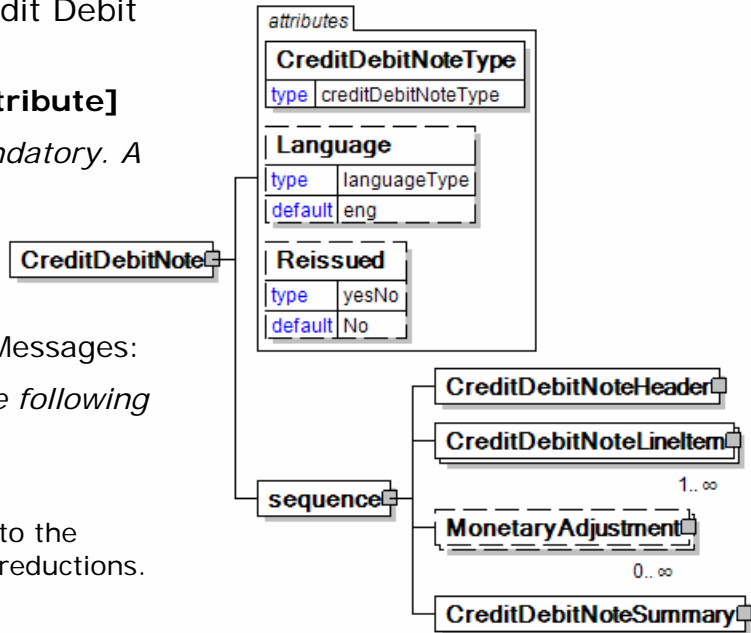 dit Debit
tribute]
ndatory. A
Messages:
e following
to the
reductions.
CreditDebitNote
attributes
CreditDebitNoteType
type creditDebitNoteType
Language
type languageType
default eng
Reissued
type yesNo
default No
sequence
CreditDebitNoteHeader
CreditDebitNoteLineItem
1.. ∞
MonetaryAdjustment
0.. ∞
CreditDebitNoteSummary